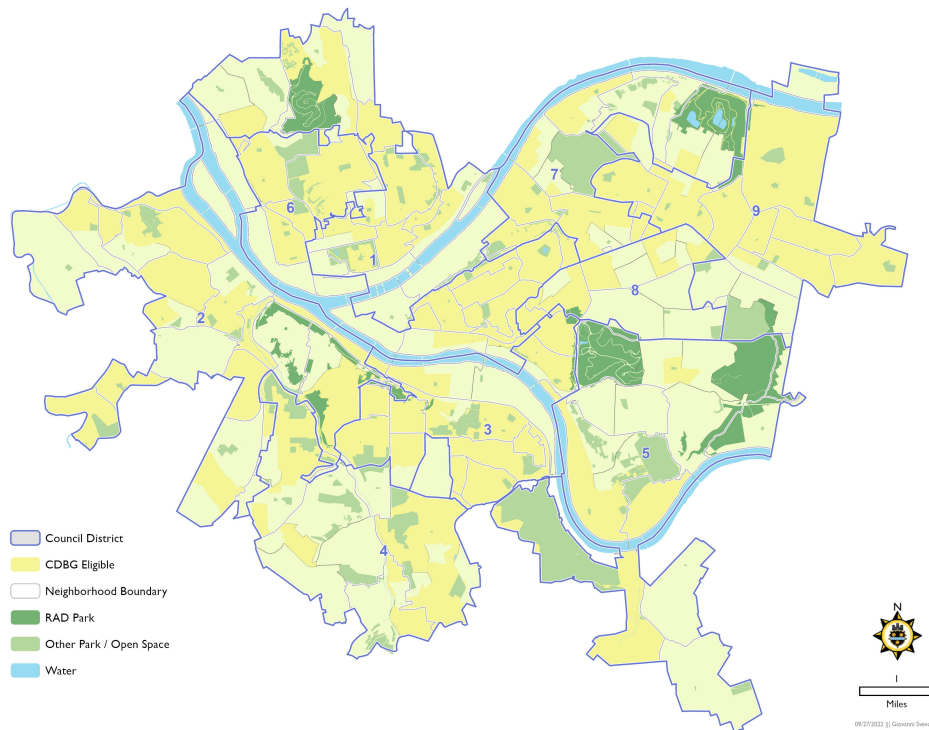 7
9
6
1
8
2
3
5
4
Council District
CDBG Eligible
Neighborhood Boundary
RAD Park
Other Park / Open Space
Water
N
1
Miles
09/27/2022 || Giovanni